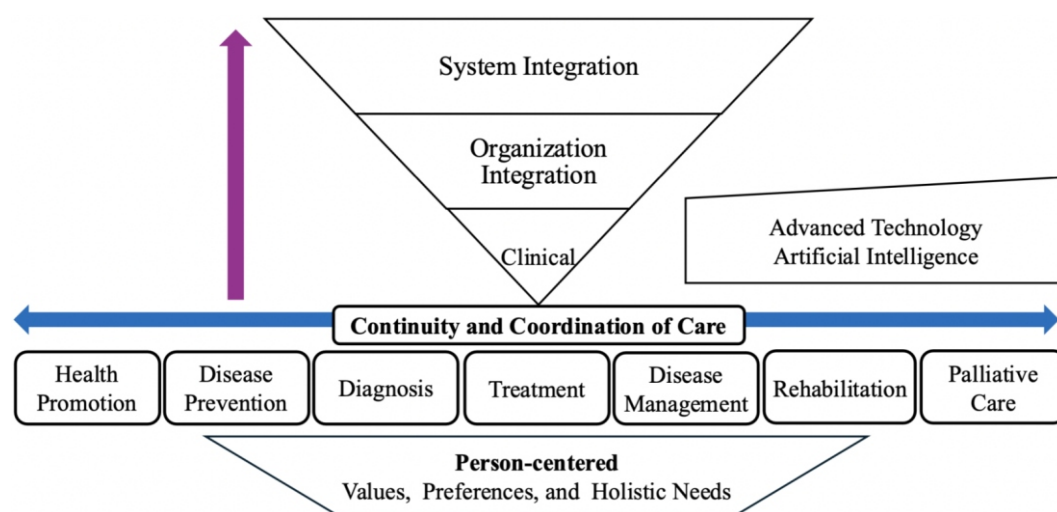 System Integration
Organization
Integration
Clinical
Advanced Technology
Artificial Intelligence
Continuity and Coordination of Care
Health
Promotion
Disease
Prevention
Diagnosis
Treatment
Disease
Management
Rehabilitation
Palliative
Care
Person-centered
Values, Preferences, and Holistic Needs